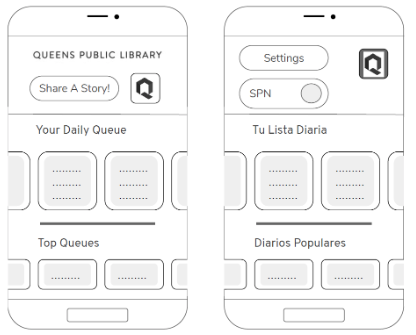 QUEENS PUBLIC LIBRARY
Share A Story!
Q
Your Daily Queue
Top Queues
Settings
Q
SPN
Tu Lista Diaria
Diarios Populares